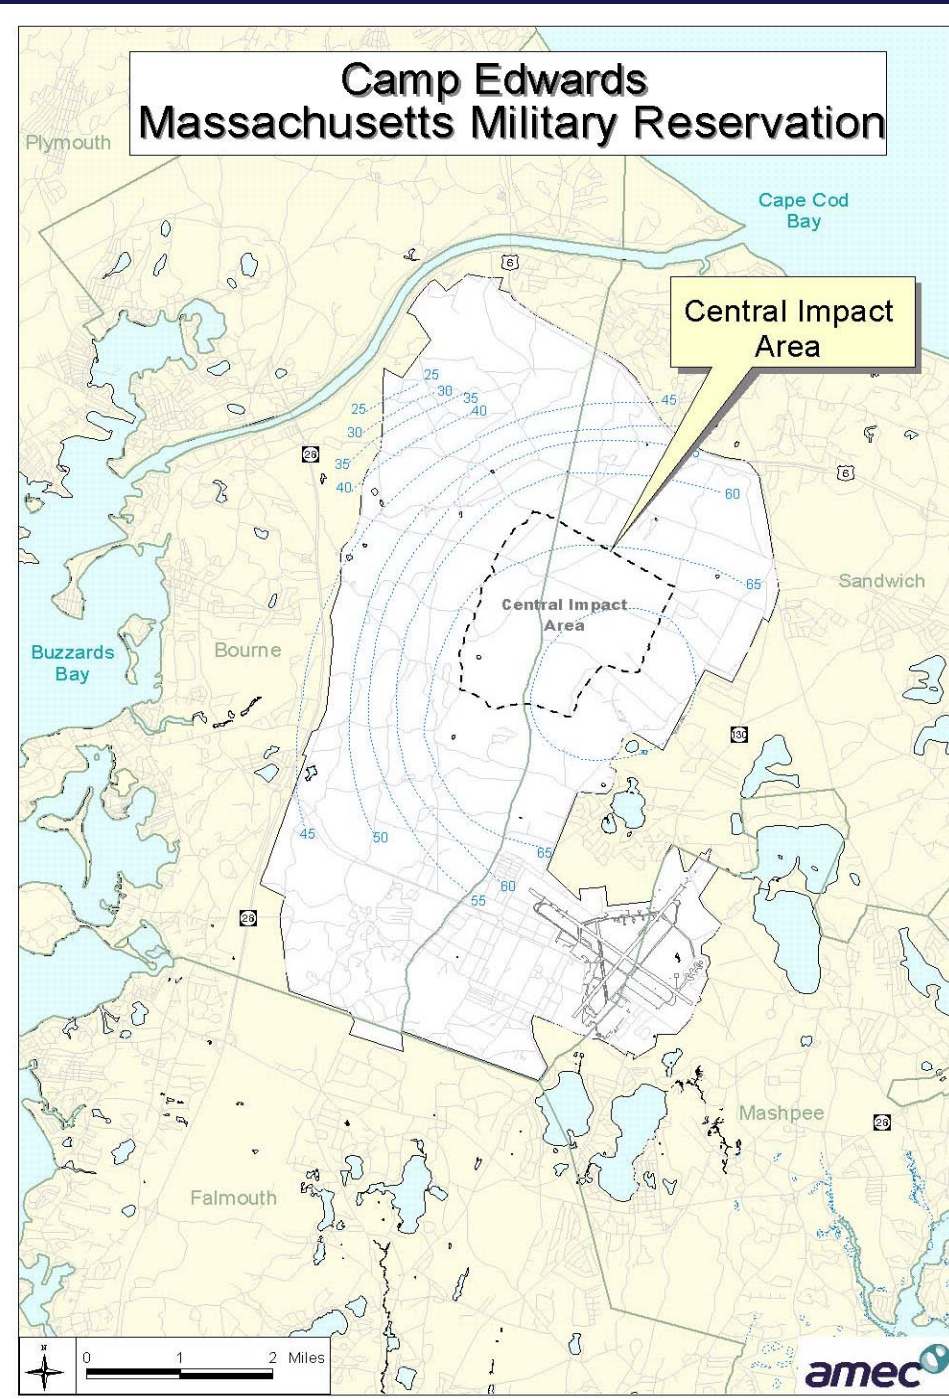 Camp Edwards
Massachusetts Military Reservation
Plymouth
Cape Cod
Bay
6
Central Impact
Area
25
30
35
40
25
30
35
40
45
28
6
60
65
Sandwich
Central Impact
Area
Buzzards
Bay
Bourne
130
45
50
65
60
55
28
Mashpee
28
Falmouth
N
0 1 2 Miles
amec